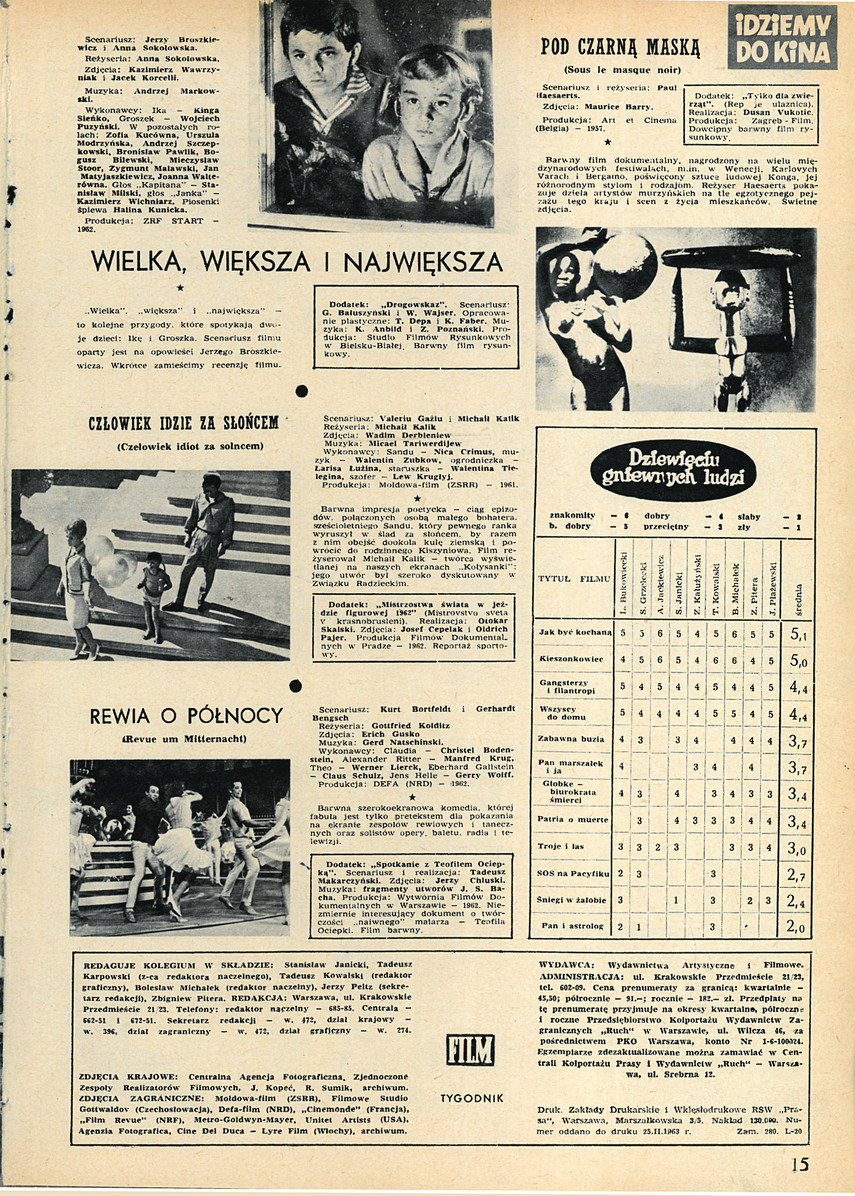 Scenariusz: Jerzy Broszkie-
wicz i Anna Sokołowska.
Reżyseria: Anna Sokołowska.
Zdjęcia: Kazimierz Wawrzy-
niak i Jacek Korcelli.
Muzyka: Andrzej Markow-
ski.
Wykonawcy: Ika — Kinga
Sieńko, Groszek — Wojciech
Puzyński. W pozostałych ro-
lach: Zofia Kucówna, Urszula
Modrzyńska, Andrzej Szczep-
kowski, Bronisław Pawlik, Bo-
gusz Bilewski, Mieczysław
Stoor, Zygmunt Malawski, Jan
Matyjaszkiewicz, Joanna Walte-
równa. Głos „Kapitana” — Sta-
nisław Milski, głos „Janka” —
Kazimierz Wichniarz. Piosenki
śpiewa Halina Kunicka.
Produkcja: ZRF START —
1962.
WIELKA, WIĘKSZA I NAJWIĘKSZA
★
„Wielka”, „większa” i „największa” —
to kolejne przygody, które spotykają dwo-
je dzieci: Ikę i Groszka. Scenariusz filmu
oparty jest na opowieści Jerzego Broszkie-
wicza. Wkrótce zamieścimy recenzję filmu.
Dodatek: „Drogowskaz”. Scenariusz:
G. Bałuszyński i W. Wajser. Opracowa-
nie plastyczne: T. Depa i K. Faber. Mu-
zyka: K. Anbild i Z. Poznański. Pro-
dukcja: Studio Filmów Rysunkowych
w Bielsku-Białej. Barwny film rysun-
kowy.
CZŁOWIEK IDZIE ZA SŁOŃCEM
(Czełowiek idiot za solncem)
Scenariusz: Valeriu Gażiu i Michaił Kalik
Reżyseria: Michaił Kalik
Zdjęcia: Wadim Derbieniew
Muzyka: Micael Tariwerdijew
Wykonawcy: Sandu — Nica Crimus, mu-
zyk — Walentin Zubkow, ogrodniczka —
Łarisa Łużina, staruszka — Walentina Tie-
legina, szofer — Lew Kruglyj.
Produkcja: Moldowa-film (ZSRR) — 1961.
★
Barwna impresja poetycka — ciąg epizo-
dów, połączonych osobą małego bohatera,
sześcioletniego Sandu, który pewnego ranka
wyruszył w ślad za słońcem, by razem
z nim obejść dookoła kulę ziemską i po-
wrócić do rodzinnego Kiszyniowa. Film re-
żyserował Michaił Kalik — twórca wyświe-
tlanej na naszych ekranach „Kołysanki”;
jego utwór był szeroko dyskutowany w
Związku Radzieckim.
Dodatek: „Mistrzostwa świata w jeź-
dzie figurowej 1962” (Mistrovstvo sveta
v krasnobrusleni). Realizacja: Otokar
Skalski. Zdjęcia: Josef Cepelak i Oldrich
Pajer. Produkcja Filmów Dokumental-
nych w Pradze — 1962. Reportaż sporto-
wy.
REWIA O PÓŁNOCY
(Revue um Mitternacht)
Scenariusz: Kurt Bortfeldt i Gerhardt
Bengsch
Reżyseria: Gottfried Kolditz
Zdjęcia: Erich Gusko
Muzyka: Gerd Natschinski.
Wykonawcy: Claudia — Christel Boden-
stein, Alexander Ritter — Manfred Krug,
Theo — Werner Lierck, Eberhard Gallstein
— Claus Schulz, Jens Helle — Gerry Wolff.
Produkcja: DEFA (NRD) — 1962.
★
Barwna szerokoekranowa komedia, której
fabuła jest tylko pretekstem dla pokazania
na ekranie zespołów rewiowych i tanecz-
nych oraz solistów opery, baletu, radia i te-
lewizji.
Dodatek: „Spotkanie z Teofilem Ociep-
ką”. Scenariusz i realizacja: Tadeusz
Makarczyński. Zdjęcia: Jerzy Chluski.
Muzyka: fragmenty utworów J. S. Ba-
cha. Produkcja: Wytwórnia Filmów Do-
kumentalnych w Warszawie — 1962. Nie-
zmiernie interesujący dokument o twór-
czości „naiwnego” malarza — Teofila
Ociepki. Film barwny.
IDZIEMY
DO KINA
POD CZARNĄ MASKĄ
(Sous le masque noir)
Scenariusz i reżyseria: Paul
Haesaerts.
Zdjęcia: Maurice Barry.
Produkcja: Art et Cinema
(Belgia) — 1957.
Dodatek: „Tylko dla zwie-
rząt”. (Rep je ulaznica).
Realizacja: Dusan Vukotic.
Produkcja: Zagreb - Film.
Dowcipny barwny film ry-
sunkowy.
★
Barwny film dokumentalny, nagrodzony na wielu mię-
dzynarodowych festiwalach, m.in. w Wenecji, Karlovych
Varach i Bergamo, poświęcony sztuce ludowej Konga, jej
różnorodnym stylom i rodzajom. Reżyser Haesaerts poka-
zuje dzieła artystów murzyńskich na tle egzotycznego pej-
zażu tego kraju i scen z życia mieszkańców. Świetne
zdjęcia.
Dziewięciu
gniewnych ludzi
znakomity — 6 dobry — 4 słaby — 2
b. dobry — 5 przeciętny — 3 zły — 1
TYTUŁ FILMU L. Bukowiecki S. Grzelecki A. Jackiewicz S. Janicki Z. Kałużyński T. Kowalski B. Michałek Z. Pitera J. Płażewski średnia
Jak być kochaną 5 5 6 5 4 5 6 5 5 5,1
Kieszonkowiec 4 5 6 5 4 6 6 4 5 5,0
Gangsterzy
i filantropi 5 4 5 4 4 5 4 4 5 4,4
Wszyscy
do domu 5 4 4 4 4 5 5 4 5 4,4
Zabawna buzia 4 3 3 4 4 4 4 3,7
Pan marszałek
i ja 4 3 4 4 3,7
Globke —
biurokrata
śmierci 4 3 4 3 4 3 3 3,4
Patria o muerte 3 4 3 3 3 4 4 3,4
Troje i las 3 3 2 3 3 3 4 3,0
SOS na Pacyfiku 2 3 3 2,7
Śniegi w żałobie 3 1 3 2 3 2,4
Pan i astrolog 2 1 3 2,0
REDAGUJE KOLEGIUM W SKŁADZIE: Stanisław Janicki, Tadeusz
Karpowski (z-ca redaktora naczelnego), Tadeusz Kowalski (redaktor
graficzny), Bolesław Michałek (redaktor naczelny), Jerzy Peltz (sekre-
tarz redakcji), Zbigniew Pitera. REDAKCJA: Warszawa, ul. Krakowskie
Przedmieście 21/23. Telefony: redaktor naczelny — 685-85. Centrala —
662-51 i 672-51. Sekretarz redakcji — w. 472, dział krajowy —
w. 396, dział zagraniczny — w. 472, dział graficzny — w. 274.
ZDJĘCIA KRAJOWE: Centralna Agencja Fotograficzna, Zjednoczone
Zespoły Realizatorów Filmowych, J. Kopeć, R. Sumik, archiwum.
ZDJĘCIA ZAGRANICZNE: Moldowa-film (ZSRR), Filmowe Studio
Gottwaldov (Czechosłowacja), Defa-film (NRD), „Cinemonde” (Francja),
„Film Revue” (NRF), Metro-Goldwyn-Mayer, Unitet Artists (USA),
Agenzia Fotografica, Cine Del Duca — Lyre Film (Włochy), archiwum.
FILM
TYGODNIK
WYDAWCA: Wydawnictwa Artystyczne i Filmowe.
ADMINISTRACJA: ul. Krakowskie Przedmieście 21/23,
tel. 602-09. Cena prenumeraty za granicą: kwartalnie —
45,50; półrocznie — 91.—; rocznie — 182.— zł. Przedpłaty na
tę prenumeratę przyjmuje na okresy kwartalne, półroczne
i roczne Przedsiębiorstwo Kolportażu Wydawnictw Za-
granicznych „Ruch” w Warszawie, ul. Wilcza 46, za
pośrednictwem PKO Warszawa, konto Nr 1-6-100024.
Egzemplarze zdezaktualizowane można zamawiać w Cen-
trali Kolportażu Prasy i Wydawnictw „Ruch” — Warsza-
wa, ul. Srebrna 12.
Druk. Zakłady Drukarskie i Wklęsłodrukowe RSW „Pra-
sa”, Warszawa, Marszałkowska 3/5. Nakład 130.000. Nu-
mer oddano do druku 25.II.1963 r. Zam. 280. L-20
15